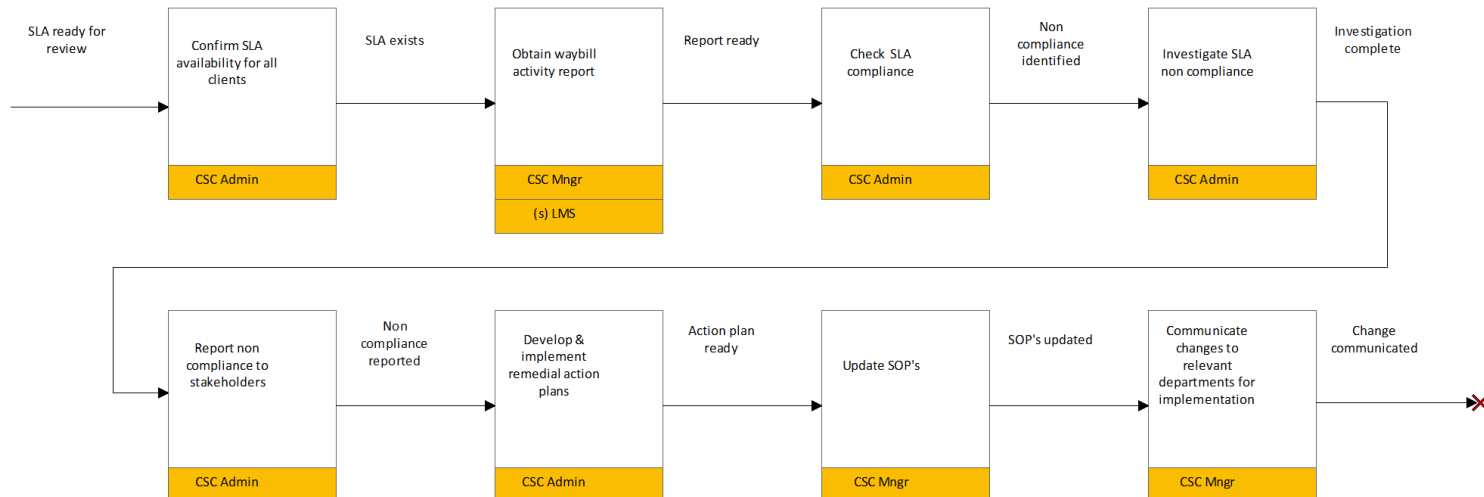 SLA ready for
review
Confirm SLA
availability for all
clients
CSC Admin
SLA exists
Obtain waybill
activity report
CSC Mngr
(s) LMS
Report ready
Check SLA
compliance
CSC Admin
Non
compliance
identified
Investigate SLA
non compliance
CSC Admin
Investigation
complete
Report non
compliance to
stakeholders
CSC Admin
Non
compliance
reported
Develop &
implement
remedial action
plans
CSC Admin
Action plan
ready
Update SOP's
CSC Mngr
SOP's updated
Communicate
changes to
relevant
departments for
implementation
CSC Mngr
Change
communicated